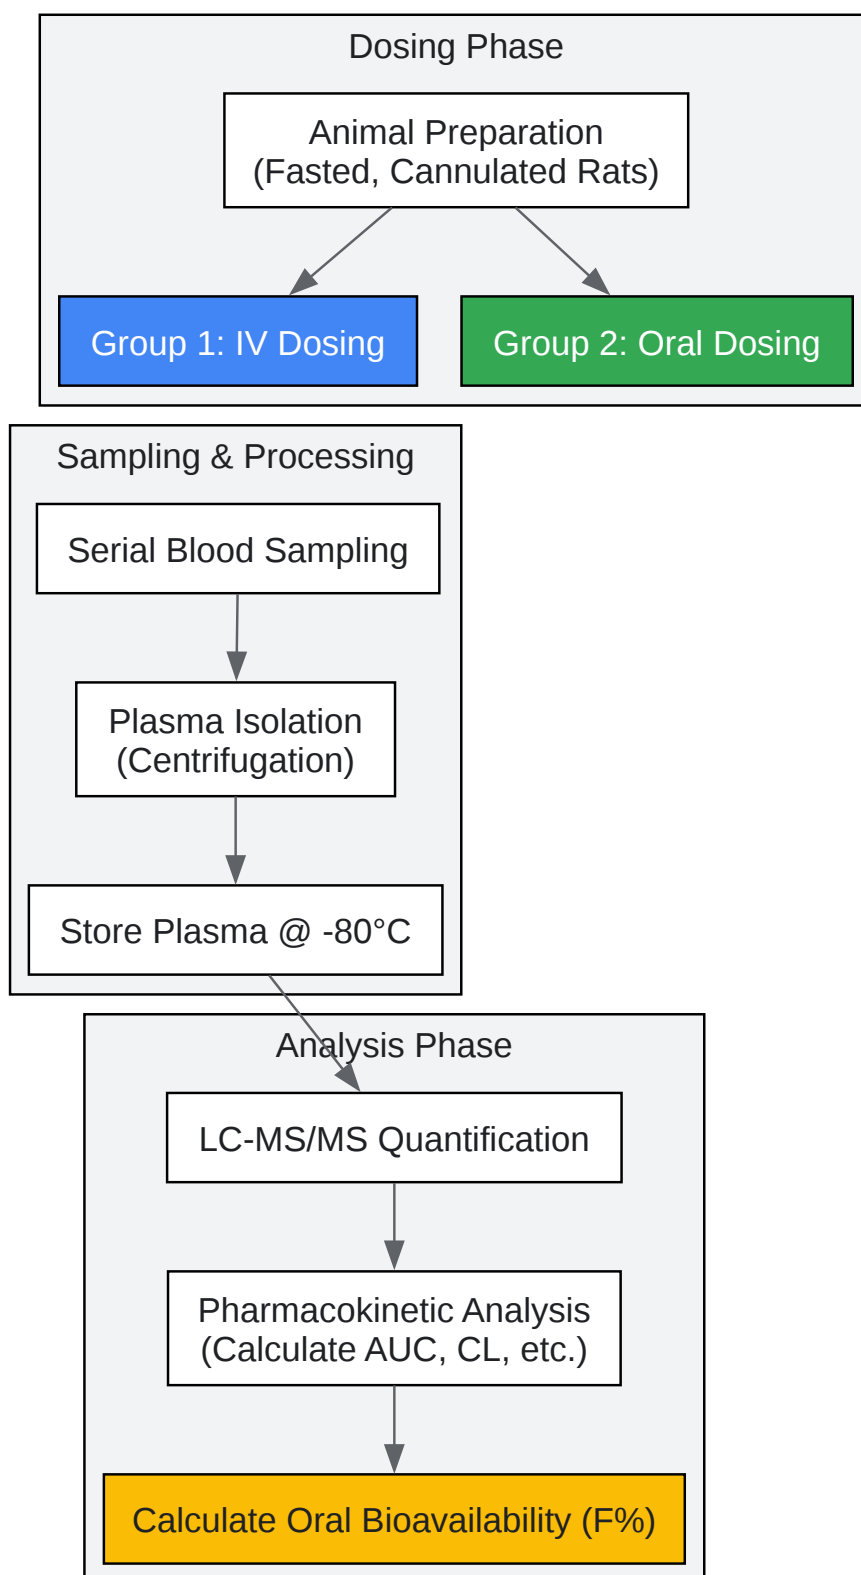 Dosing Phase
Animal Preparation
(Fasted, Cannulated Rats)
Group 1: IV Dosing
Group 2: Oral Dosing
Sampling & Processing
Serial Blood Sampling
Plasma Isolation
(Centrifugation)
Store Plasma @ -80°C
Analysis Phase
LC-MS/MS Quantification
Pharmacokinetic Analysis
(Calculate AUC, CL, etc.)
Calculate Oral Bioavailability (F%)